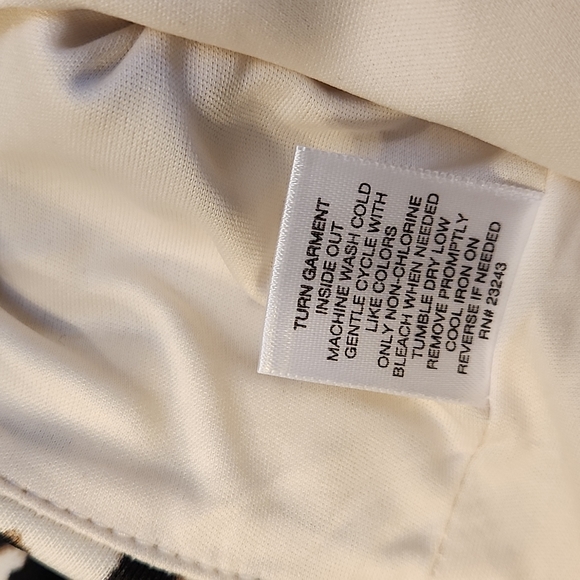 TURN GARMENT
INSIDE OUT
MACHINE WASH COLD
GENTLE CYCLE WITH
LIKE COLORS
ONLY NON-CHLORINE
BLEACH WHEN NEEDED
TUMBLE DRY LOW
REMOVE PROMPTLY
COOL IRON ON
REVERSE IF NEEDED
RN# 23243